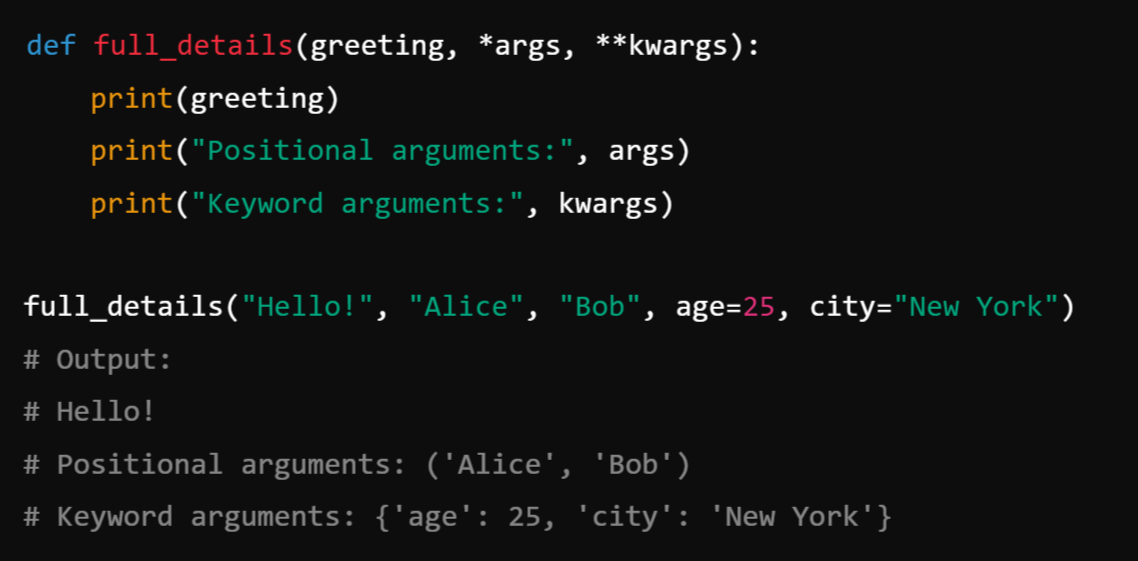 def full_details(greeting, *args, **kwargs):
    print(greeting)
    print("Positional arguments:", args)
    print("Keyword arguments:", kwargs)
full_details("Hello!", "Alice", "Bob", age=25, city="New York")
# Output:
# Hello!
# Positional arguments: ('Alice', 'Bob')
# Keyword arguments: {'age': 25, 'city': 'New York'}